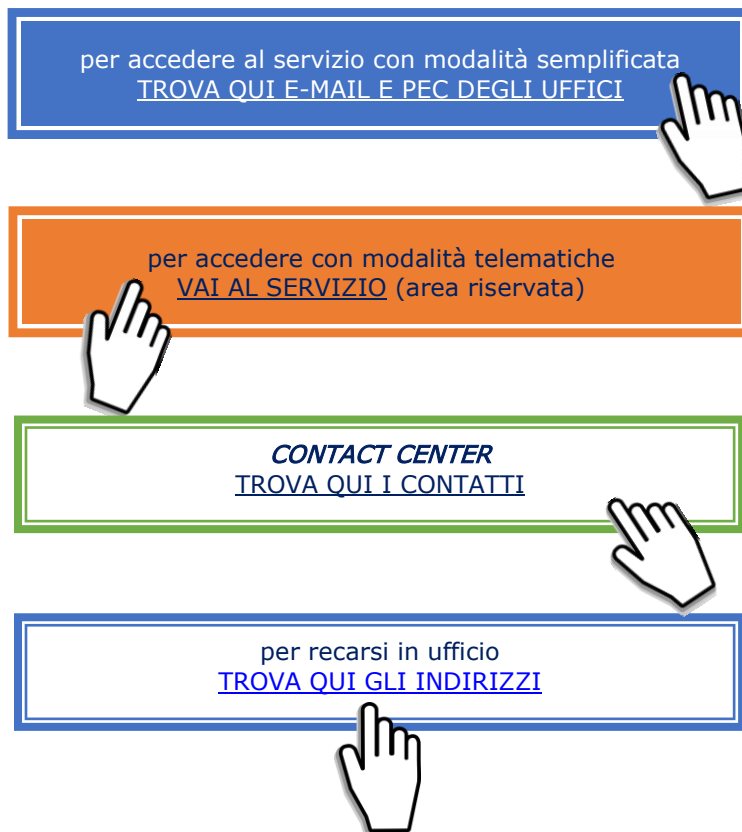 per accedere al servizio con modalità semplificata
TROVA QUI E-MAIL E PEC DEGLI UFFICI
per accedere con modalità telematiche
VAI AL SERVIZIO (area riservata)
CONTACT CENTER
TROVA QUI I CONTATTI
per recarsi in ufficio
TROVA QUI GLI INDIRIZZI